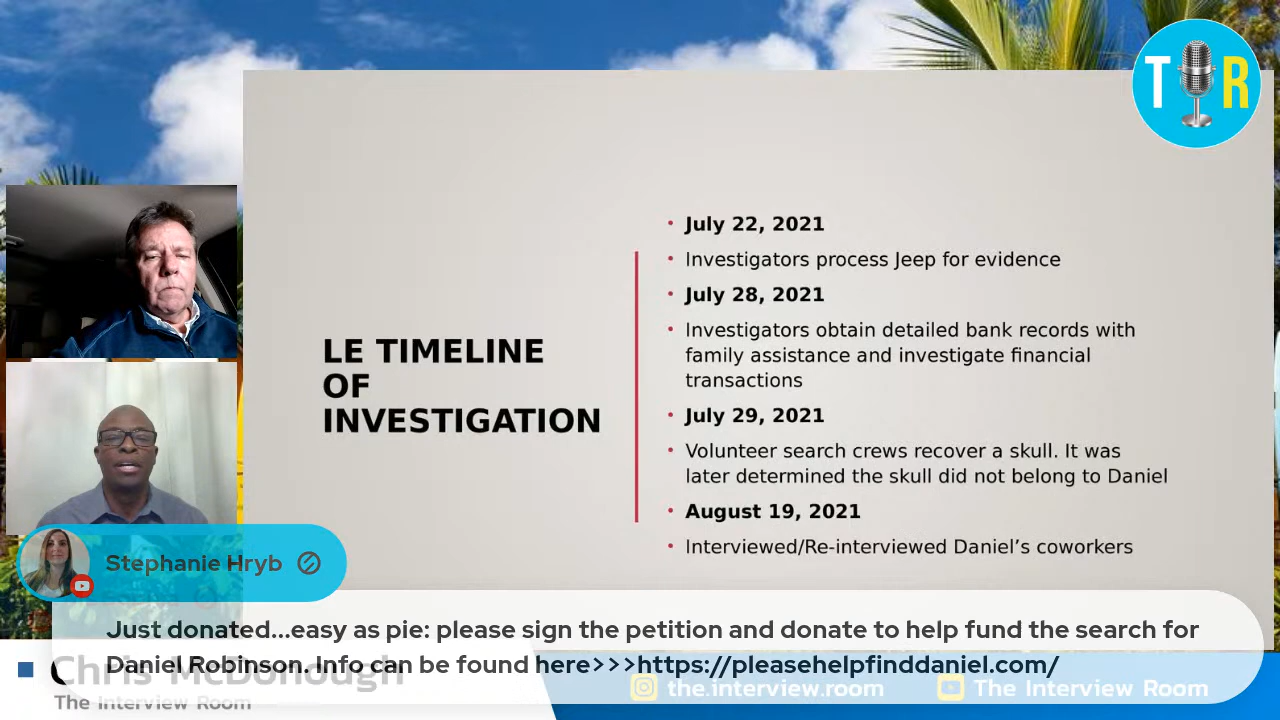 T R
LE TIMELINE
OF
INVESTIGATION
• July 22, 2021
• Investigators process Jeep for evidence
• July 28, 2021
• Investigators obtain detailed bank records with
family assistance and investigate financial
transactions
• July 29, 2021
• Volunteer search crews recover a skull. It was
later determined the skull did not belong to Daniel
• August 19, 2021
• Interviewed/Re-interviewed Daniel’s coworkers
Stephanie Hryb
Just donated...easy as pie: please sign the petition and donate to help fund the search for
Daniel Robinson. Info can be found here>>>https://pleasehelpfinddaniel.com/
Chris McDonough
The Interview Room
the.interview.room
The Interview Room